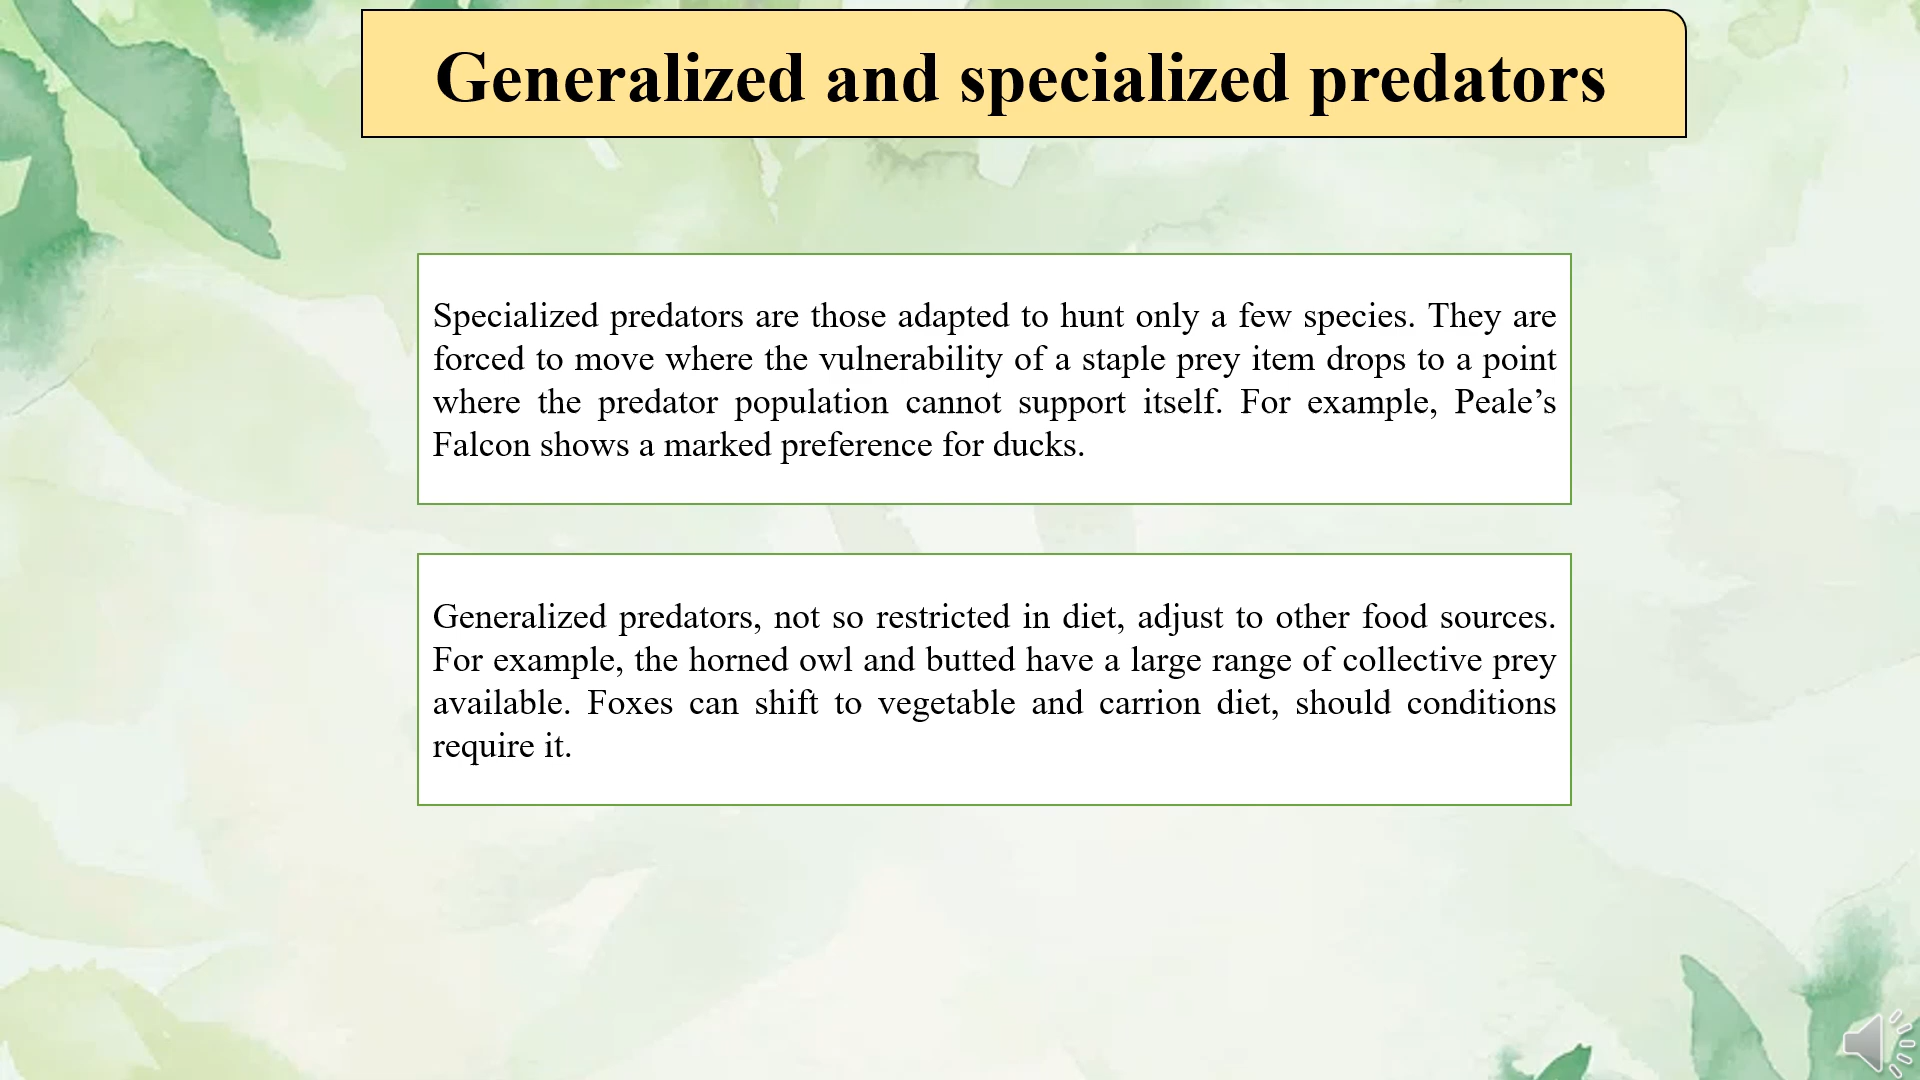 Generalized and specialized predators
Specialized predators are those adapted to hunt only a few species. They are
forced to move where the vulnerability of a staple prey item drops to a point
where the predator population cannot support itself. For example, Peale’s
Falcon shows a marked preference for ducks.
Generalized predators, not so restricted in diet, adjust to other food sources.
For example, the horned owl and butted have a large range of collective prey
available. Foxes can shift to vegetable and carrion diet, should conditions
require it.